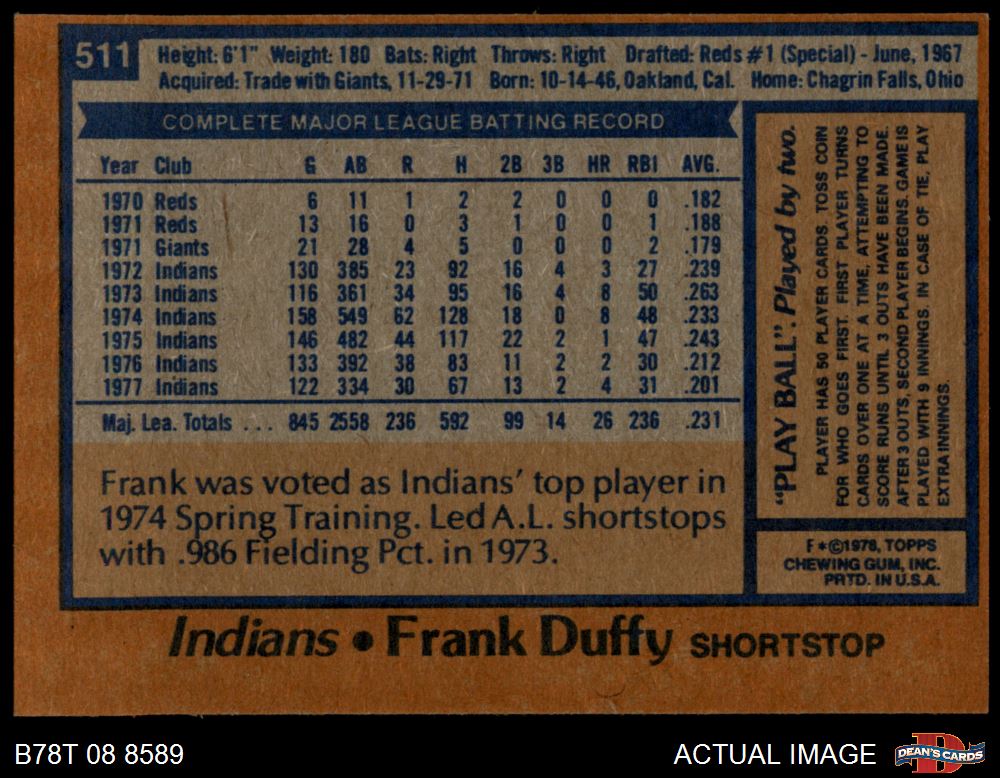 511
Height: 6'1" Weight: 180 Bats: Right Throws: Right Drafted: Reds #1 (Special) - June, 1967
Acquired: Trade with Giants, 11-29-71 Born: 10-14-46, Oakland, Cal. Home: Chagrin Falls, Ohio
COMPLETE MAJOR LEAGUE BATTING RECORD
Year Club G AB R H 2B 3B HR RBI AVG.
1970 Reds 6 11 1 2 2 0 0 0 .182
1971 Reds 13 16 0 3 1 0 0 1 .188
1971 Giants 21 28 4 5 0 0 0 2 .179
1972 Indians 130 385 23 92 16 4 3 27 .239
1973 Indians 116 361 34 95 16 4 8 50 .263
1974 Indians 158 549 62 128 18 0 8 48 .233
1975 Indians 146 482 44 117 22 2 1 47 .243
1976 Indians 133 392 38 83 11 2 2 30 .212
1977 Indians 122 334 30 67 13 2 4 31 .201
Maj. Lea. Totals ... 845 2558 236 592 99 14 26 236 .231
Frank was voted as Indians' top player in
1974 Spring Training. Led A.L. shortstops
with .986 Fielding Pct. in 1973.
"PLAY BALL". Played by two.
PLAYER HAS 50 PLAYER CARDS. TOSS COIN
FOR WHO GOES FIRST. FIRST PLAYER TURNS
CARDS OVER ONE AT A TIME, ATTEMPTING TO
SCORE RUNS UNTIL 3 OUTS HAVE BEEN MADE.
AFTER 3 OUTS, SECOND PLAYER BEGINS. GAME IS
PLAYED WITH 9 INNINGS. IN CASE OF TIE, PLAY
EXTRA INNINGS.
F*©1978, TOPPS
CHEWING GUM, INC.
PRTD. IN U.S.A.
Indians • Frank Duffy SHORTSTOP
B78T 08 8589
ACTUAL IMAGE
D
DEAN'S CARDS